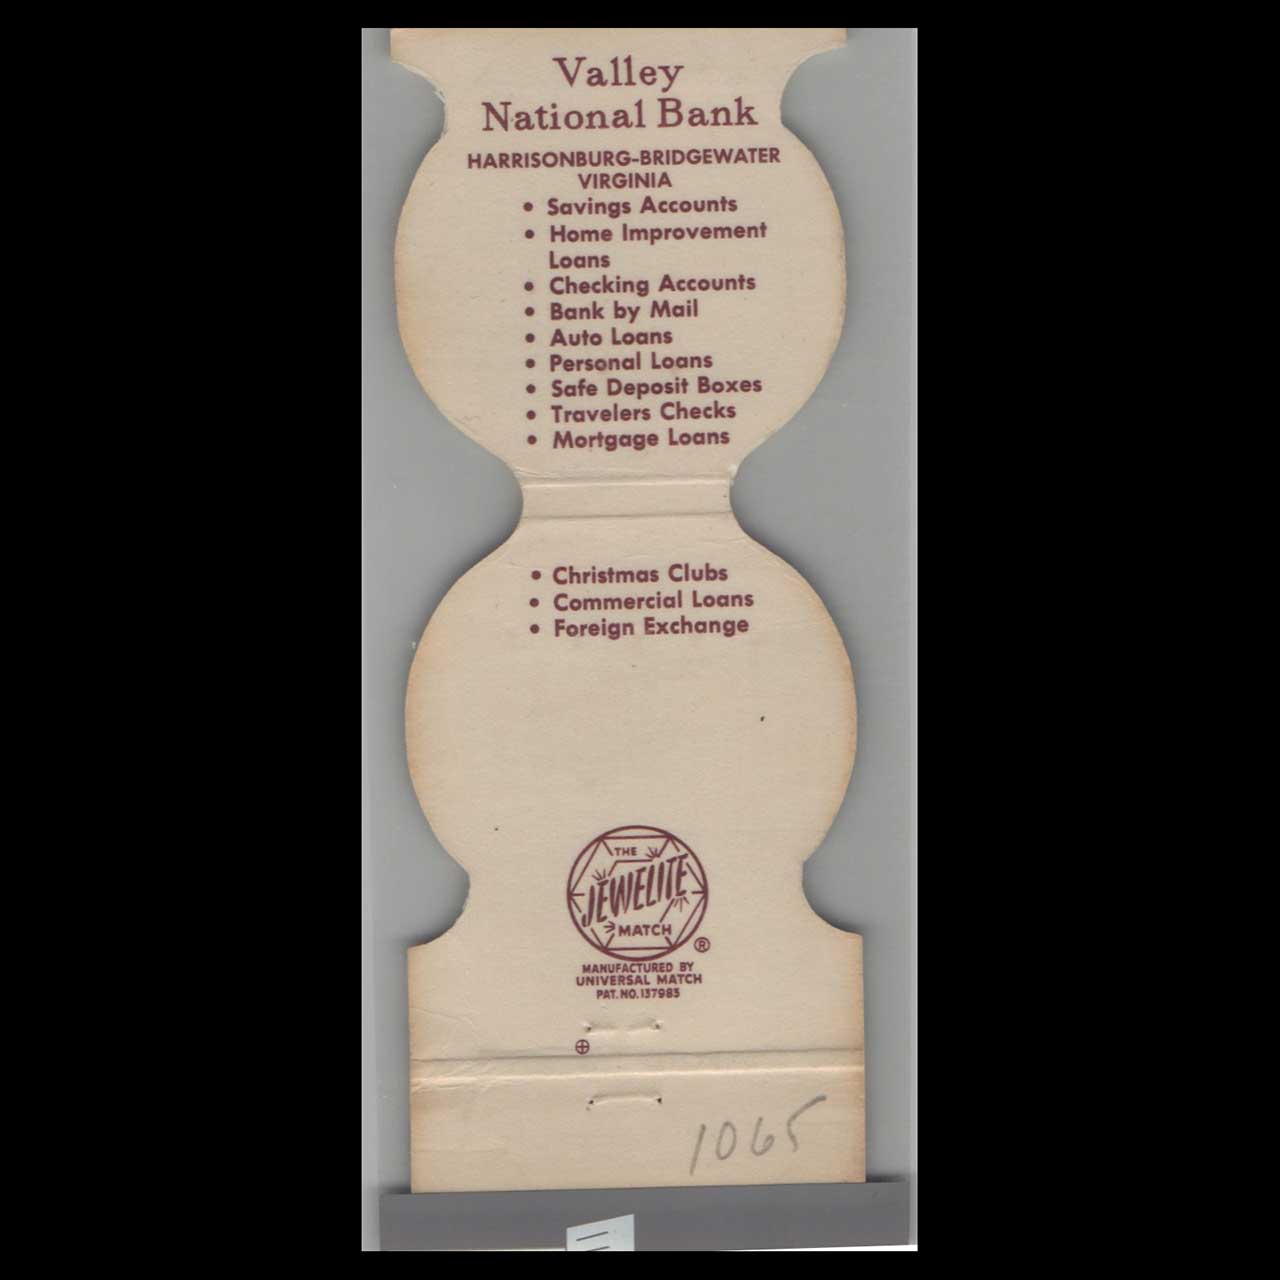 Valley
National Bank
HARRISONBURG-BRIDGEWATER
VIRGINIA
• Savings Accounts
• Home Improvement
Loans
• Checking Accounts
• Bank by Mail
• Auto Loans
• Personal Loans
• Safe Deposit Boxes
• Travelers Checks
• Mortgage Loans
• Christmas Clubs
• Commercial Loans
• Foreign Exchange
THE
JEWELITE
MATCH
®
MANUFACTURED BY
UNIVERSAL MATCH
PAT. NO. 137985
1065